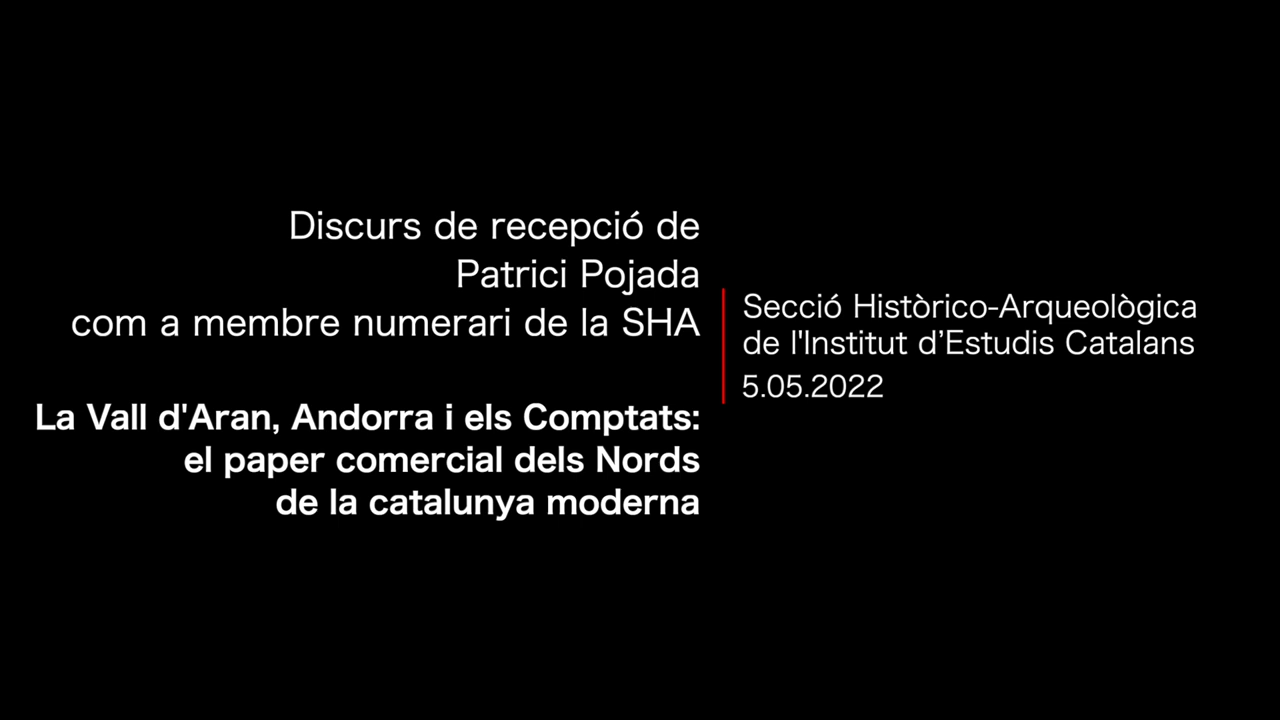 Discurs de recepció de
Patrici Pojada
com a membre numerari de la SHA
La Vall d'Aran, Andorra i els Comptats:
el paper comercial dels Nords
de la catalunya moderna
Secció Històrico-Arqueològica
de l'Institut d’Estudis Catalans
5.05.2022